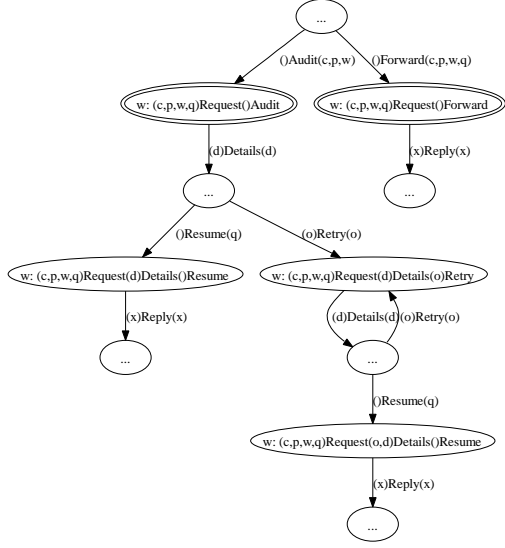 ...
()Audit(c,p,w)
()Forward(c,p,w,q)
w: (c,p,w,q)Request()Audit
w: (c,p,w,q)Request()Forward
(d)Details(d)
(x)Reply(x)
...
...
()Resume(q)
(o)Retry(o)
w: (c,p,w,q)Request(d)Details()Resume
w: (c,p,w,q)Request(d)Details(o)Retry
(x)Reply(x)
(d)Details(d)
(o)Retry(o)
...
...
()Resume(q)
w: (c,p,w,q)Request(o,d)Details()Resume
(x)Reply(x)
...